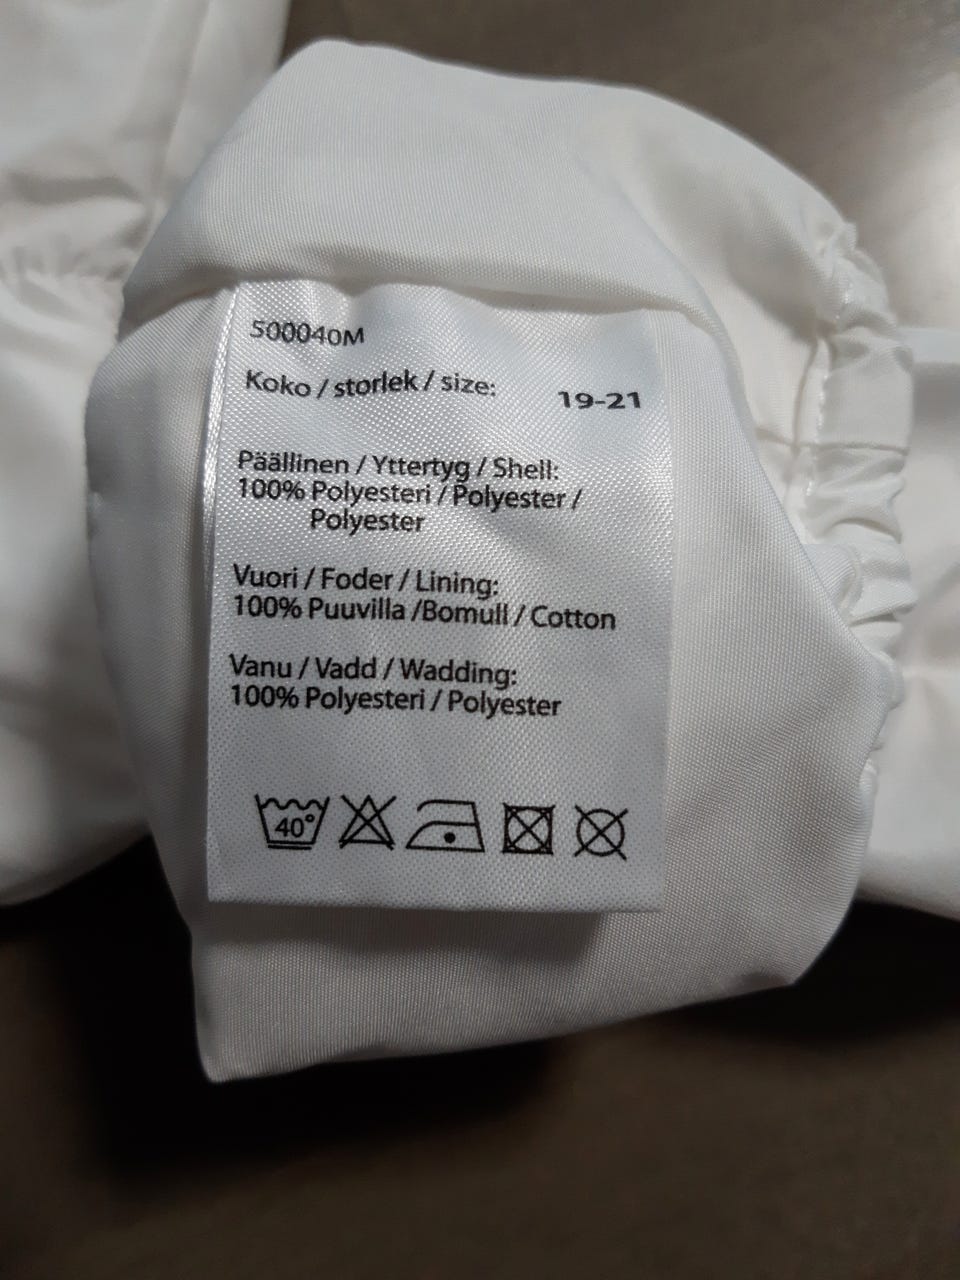 500040M
Koko / storlek / size: 19-21
Päällinen / Yttertyg / Shell:
100% Polyesteri / Polyester /
Polyester
Vuori / Foder / Lining:
100% Puuvilla /Bomull / Cotton
Vanu / Vadd / Wadding:
100% Polyesteri / Polyester
40°